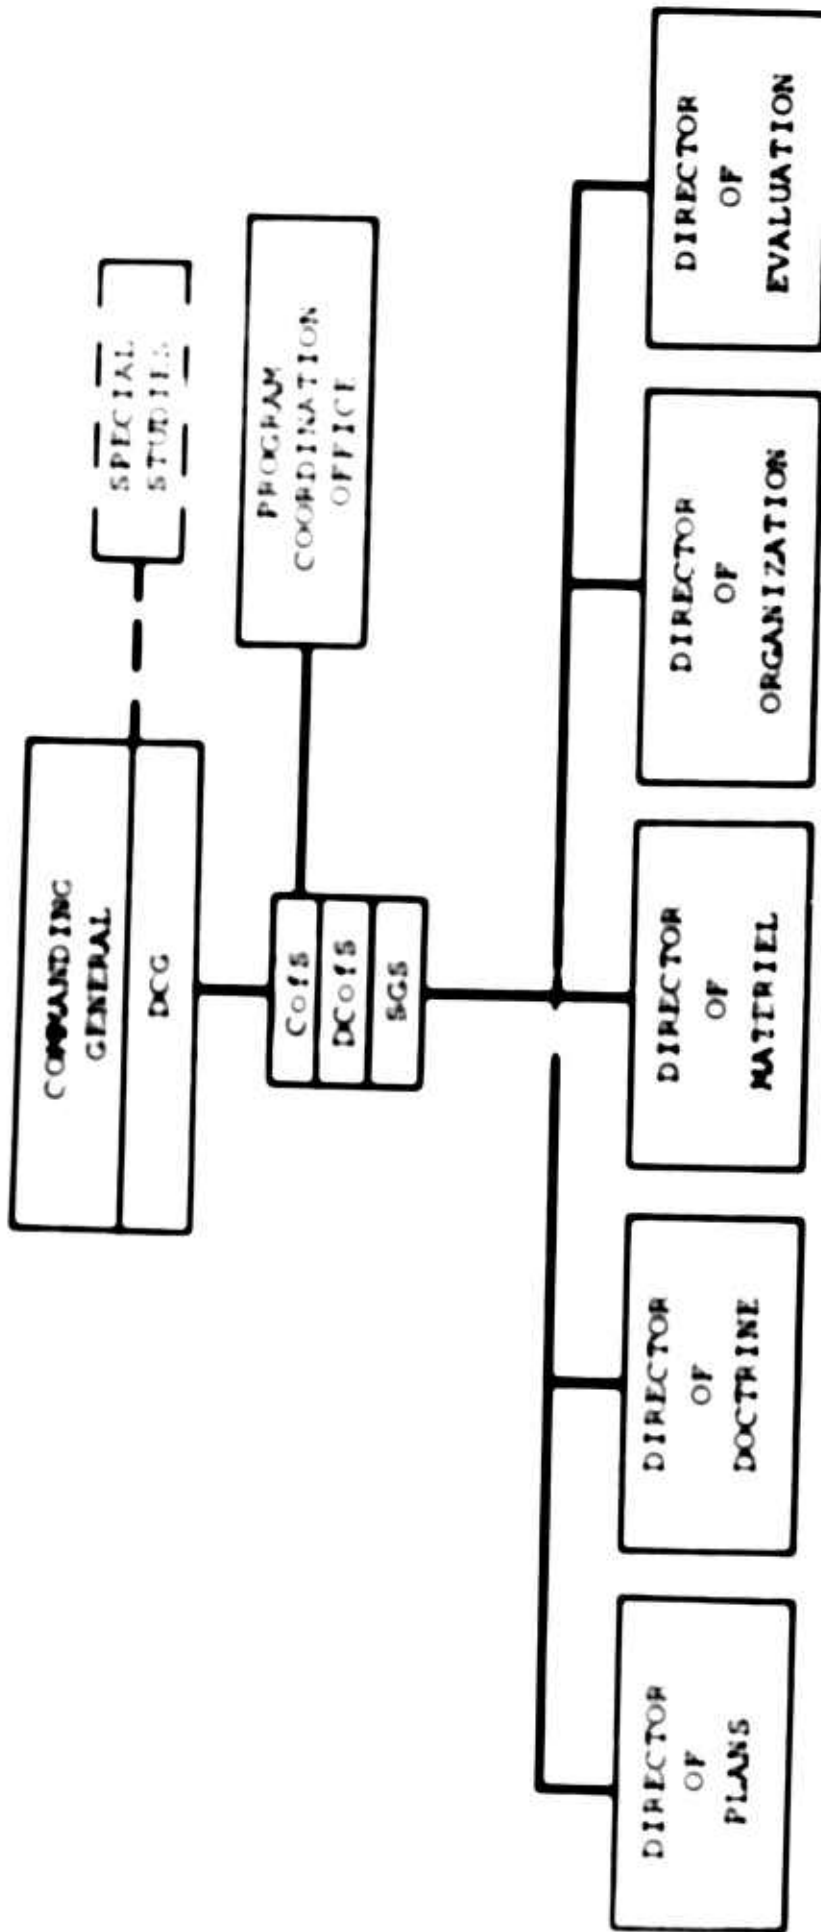 COMMANDING
GENERAL
DCG
SPECIAL
STUDIES
CofS
DCofS
SGS
PROGRAM
COORDINATION
OFFICE
DIRECTOR
OF
PLANS
DIRECTOR
OF
DOCTRINE
DIRECTOR
OF
MATERIEL
DIRECTOR
OF
ORGANIZATION
DIRECTOR
OF
EVALUATION